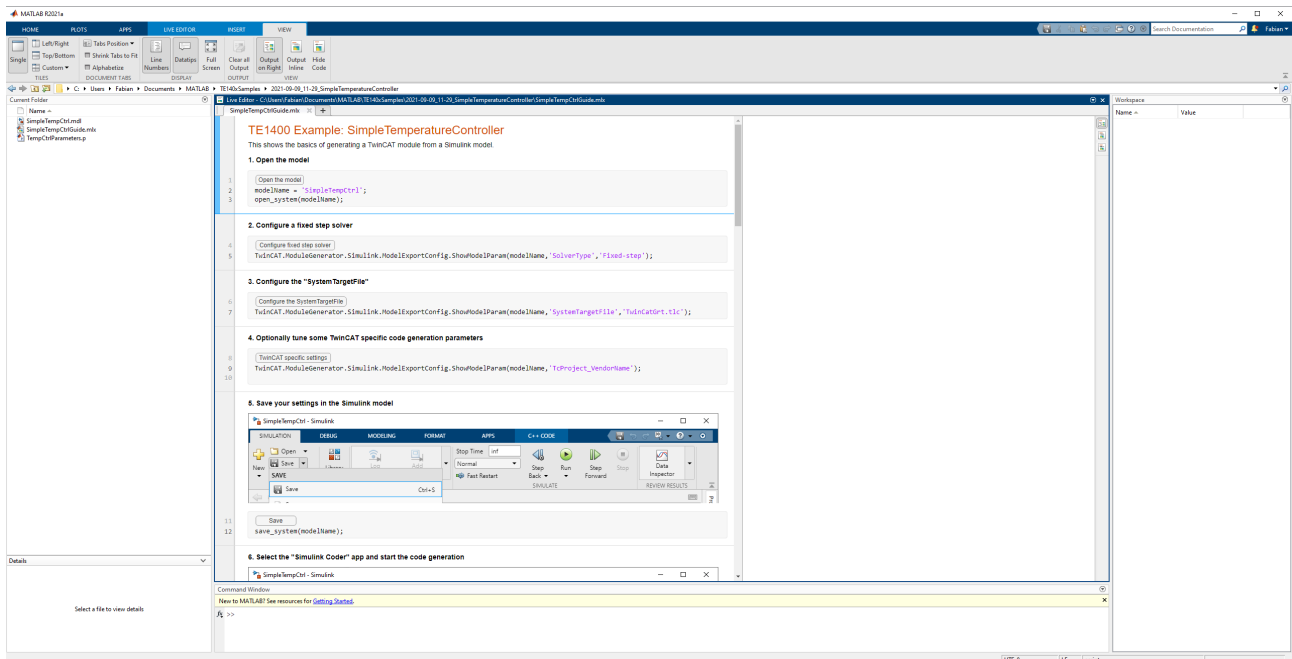 MATLAB R2021a
HOME PLOTS APPS LIVE EDITOR INSERT VIEW
Search Documentation
Fabian
Single
Left/Right
Top/Bottom
Custom
TILES
Tabs Position
Shrink Tabs to Fit
Alphabetize
DOCUMENT TABS
Line Numbers
Datatips
DISPLAY
Full Screen
Clear all Output
OUTPUT
Output on Right
Output Inline
Hide Code
VIEW
C: Users Fabian Documents MATLAB TE140xSamples 2021-09-09_11-29_SimpleTemperatureController
Current Folder
Name
SimpleTempCtrl.mdl
SimpleTempCtrlGuide.mlx
TempCtrlParameters.p
Details
Select a file to view details
Live Editor - C:\Users\Fabian\Documents\MATLAB\TE140xSamples\2021-09-09_11-29_SimpleTemperatureController\SimpleTempCtrlGuide.mlx
SimpleTempCtrlGuide.mlx
TE1400 Example: SimpleTemperatureController
This shows the basics of generating a TwinCAT module from a Simulink model.
1. Open the model
1 Open the model
2 modelName = 'SimpleTempCtrl';
3 open_system(modelName);
2. Configure a fixed step solver
4 Configure fixed step solver
5 TwinCAT.ModuleGenerator.Simulink.ModelExportConfig.ShowModelParam(modelName,'SolverType','Fixed-step');
3. Configure the "SystemTargetFile"
6 Configure the SystemTargetFile
7 TwinCAT.ModuleGenerator.Simulink.ModelExportConfig.ShowModelParam(modelName,'SystemTargetFile','TwinCatGrt.tlc');
4. Optionally tune some TwinCAT specific code generation parameters
8 TwinCAT specific settings
9 TwinCAT.ModuleGenerator.Simulink.ModelExportConfig.ShowModelParam(modelName,'TcProject_VendorName');
10
5. Save your settings in the Simulink model
SimpleTempCtrl - Simulink
SIMULATION DEBUG MODELING FORMAT APPS C++ CODE
New
Open
Save
SAVE
Save Ctrl+S
Stop Time inf
Normal
Fast Restart
Step Back
Run
Step Forward
Stop
SIMULATE
Data Inspector
REVIEW RESULTS
11 Save
12 save_system(modelName);
6. Select the "Simulink Coder" app and start the code generation
SimpleTempCtrl - Simulink
Command Window
New to MATLAB? See resources for Getting Started.
fx >>
Workspace
Name Value